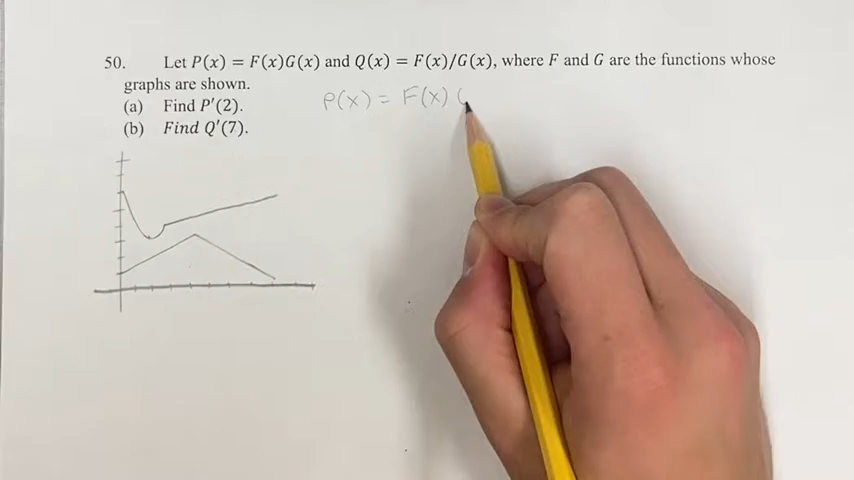 50. Let P(x) = F(x)G(x) and Q(x) = F(x)/G(x), where F and G are the functions whose
graphs are shown.
(a) Find P′(2).
(b) Find Q′(7).
P(x) = F(x) (